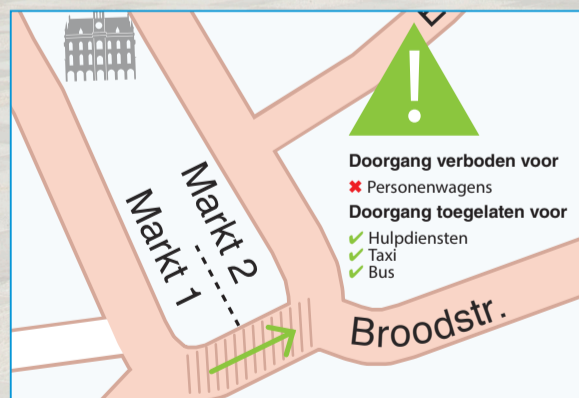 !
Doorgang verboden voor
✖ Personenwagens
Doorgang toegelaten voor
✔ Hulpdiensten
✔ Taxi
✔ Bus
Markt 2
Markt 1
Broodstr.